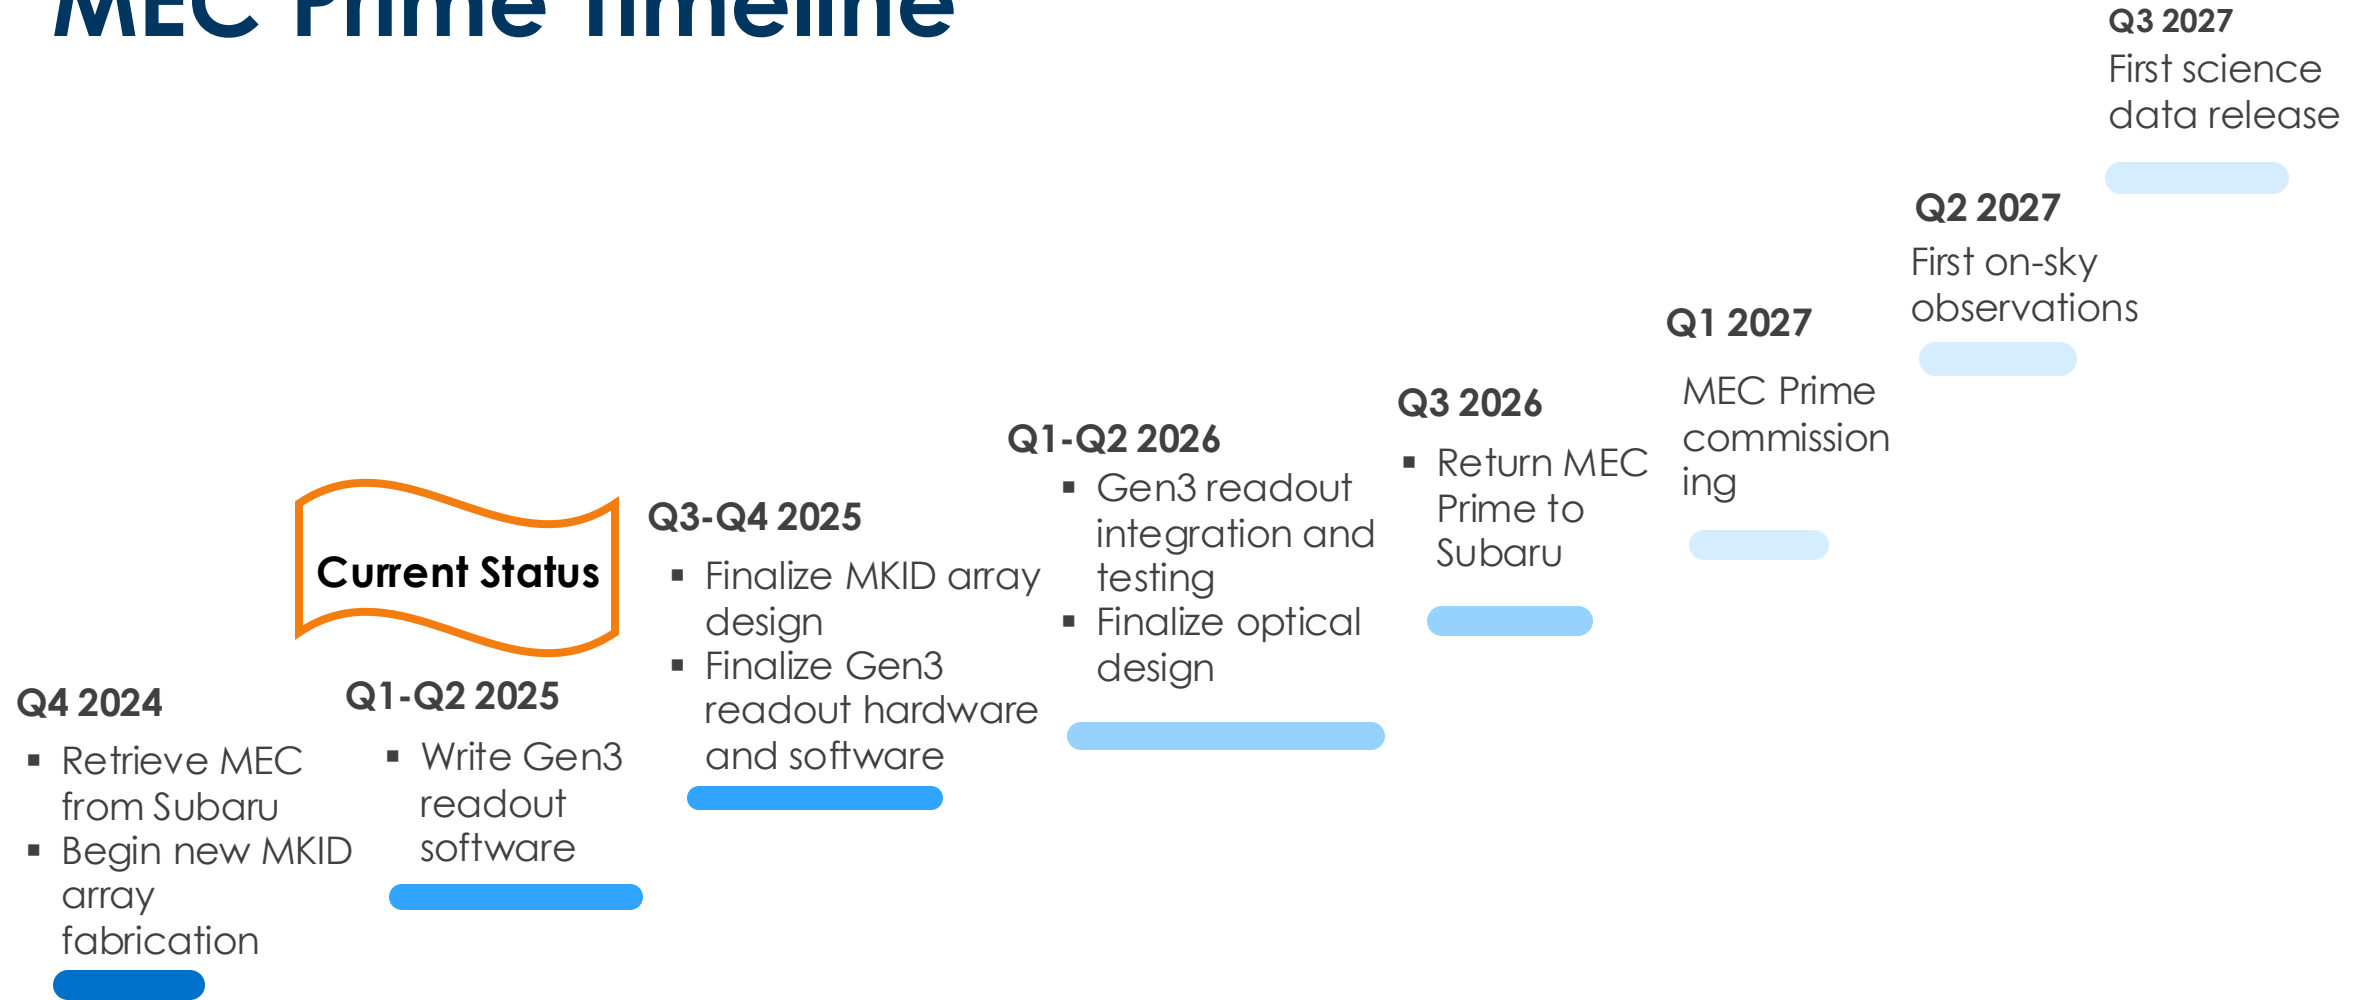 MEC Prime Timeline
Q4 2024
▪ Retrieve MEC
from Subaru
▪ Begin new MKID
array
fabrication
Current Status
Q1-Q2 2025
▪ Write Gen3
readout
software
Q3-Q4 2025
▪ Finalize MKID array
design
▪ Finalize Gen3
readout hardware
and software
Q1-Q2 2026
▪ Gen3 readout
integration and
testing
▪ Finalize optical
design
Q3 2026
▪ Return MEC
Prime to
Subaru
Q1 2027
MEC Prime
commission
ing
Q2 2027
First on-sky
observations
Q3 2027
First science
data release